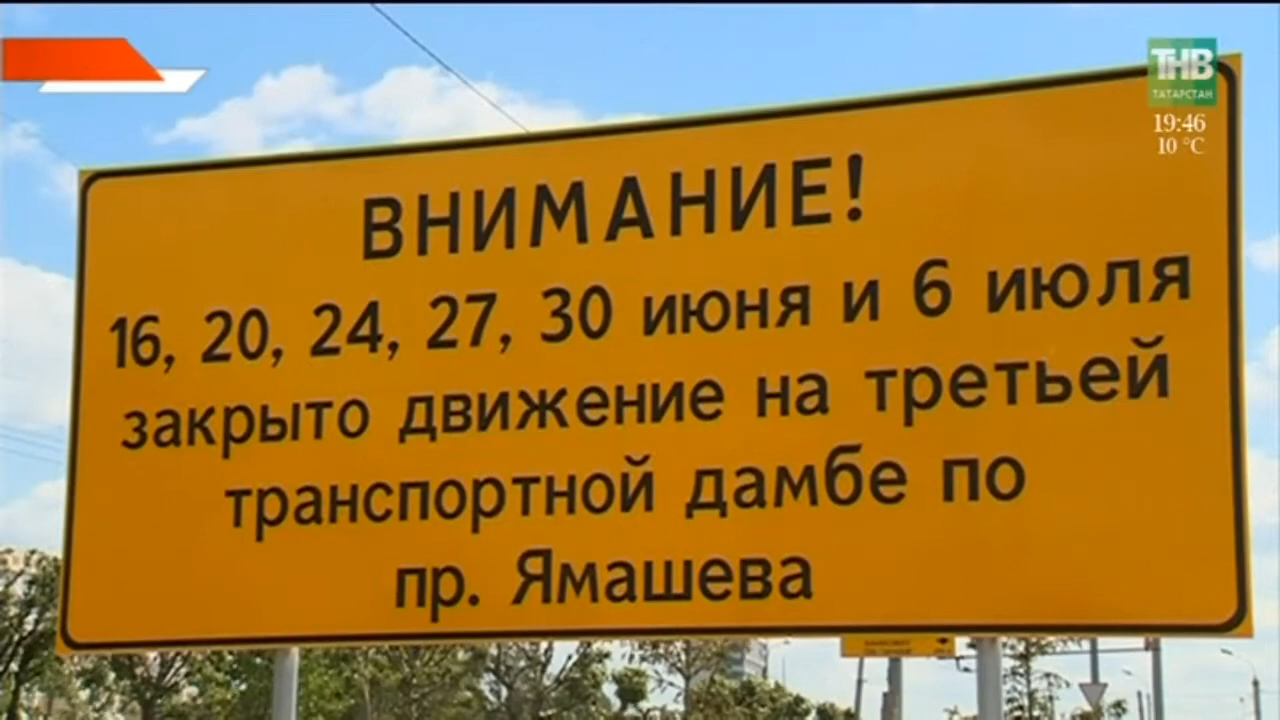 ТНВ
ТАТАРСТАН
19:46
10 °C
ВНИМАНИЕ!
16, 20, 24, 27, 30 июня и 6 июля
закрыто движение на третьей
транспортной дамбе по
пр. Ямашева